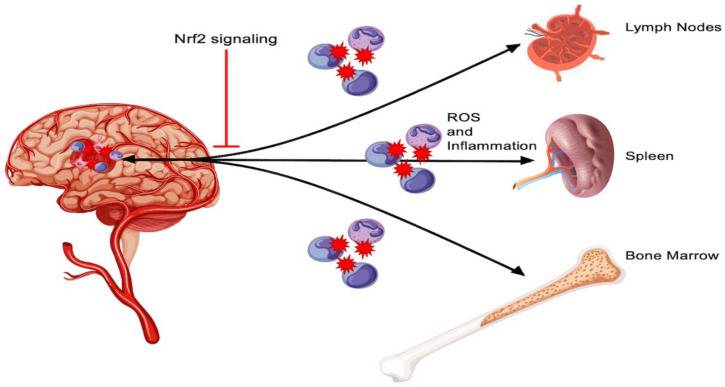 Nrf2 signaling
Lymph Nodes
ROS
and
Inflammation
Spleen
Bone Marrow